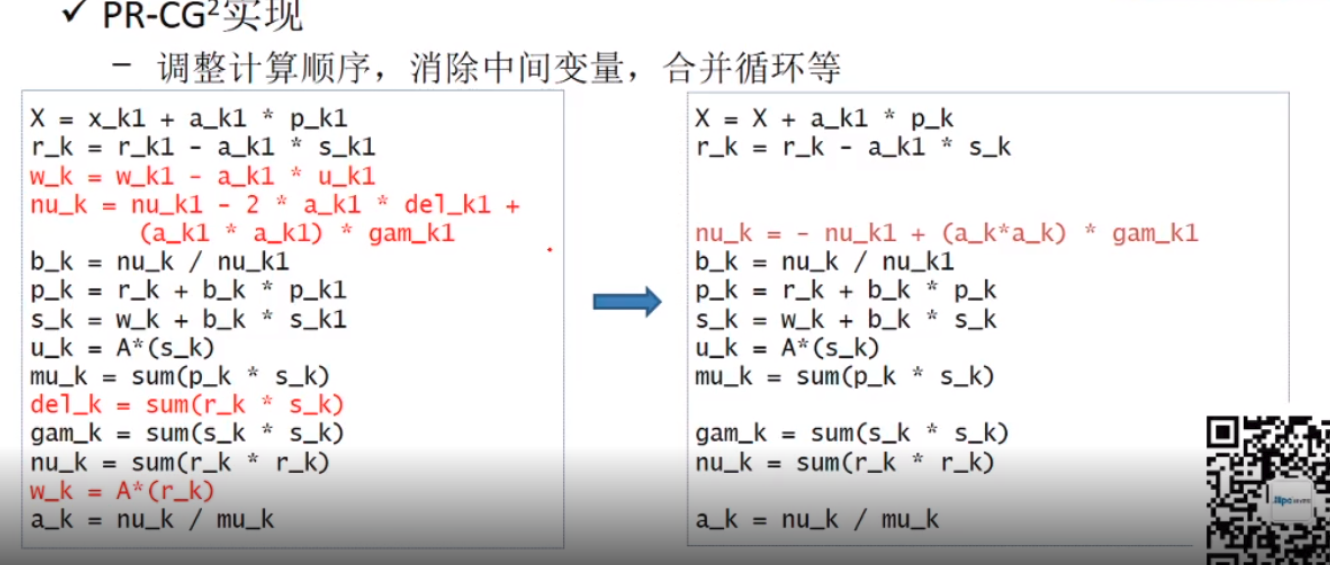 ✓ PR-CG²实现
– 调整计算顺序，消除中间变量，合并循环等
X = x_k1 + a_k1 * p_k1
r_k = r_k1 - a_k1 * s_k1
w_k = w_k1 - a_k1 * u_k1
nu_k = nu_k1 - 2 * a_k1 * del_k1 +
(a_k1 * a_k1) * gam_k1
b_k = nu_k / nu_k1
p_k = r_k + b_k * p_k1
s_k = w_k + b_k * s_k1
u_k = A*(s_k)
mu_k = sum(p_k * s_k)
del_k = sum(r_k * s_k)
gam_k = sum(s_k * s_k)
nu_k = sum(r_k * r_k)
w_k = A*(r_k)
a_k = nu_k / mu_k
X = X + a_k1 * p_k
r_k = r_k - a_k1 * s_k
nu_k = - nu_k1 + (a_k*a_k) * gam_k1
b_k = nu_k / nu_k1
p_k = r_k + b_k * p_k
s_k = w_k + b_k * s_k
u_k = A*(s_k)
mu_k = sum(p_k * s_k)
gam_k = sum(s_k * s_k)
nu_k = sum(r_k * r_k)
a_k = nu_k / mu_k